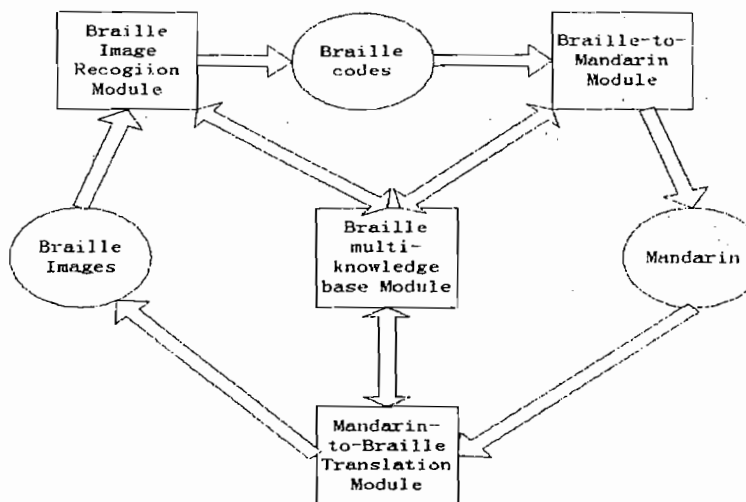 Braille
Image
Recogiion
Module
Braille
codes
Braille-to-
Mandarin
Module
Braille
Images
Braille
multi-
knowledge
base Module
Mandarin
Mandarin-
to-Braille
Translation
Module